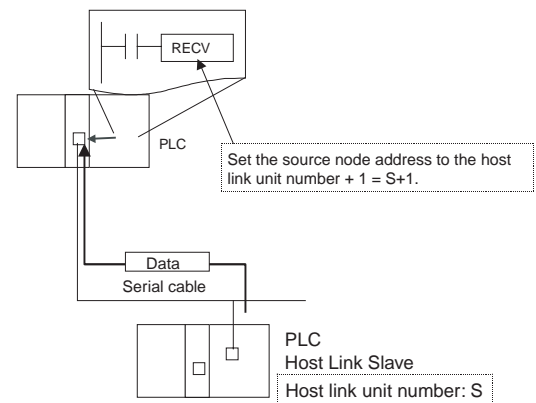 RECV
PLC
Set the source node address to the host
link unit number + 1 = S+1.
Data
Serial cable
PLC
Host Link Slave
Host link unit number: S